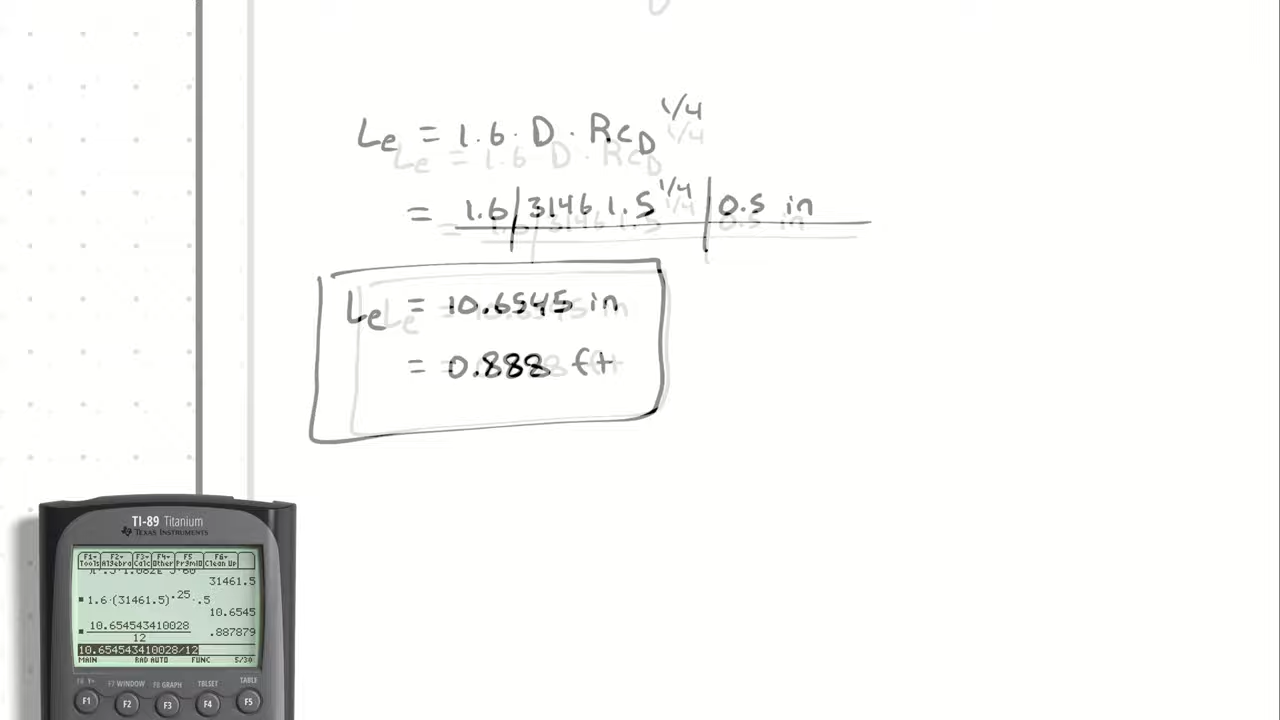 Le = 1.6 · D · RcD^1/4
= 1.6 | 31461.5^1/4 | 0.5 in
Le = 10.6545 in
= 0.888 ft
TI-89 Titanium
TEXAS INSTRUMENTS
F1 F2 F3 F4 F5 F6
Tools Algebra Calc Other PrgmIO Clean Up
31461.5
1.6·(31461.5)^.25·.5
10.6545
10.654543410028
12
.887879
10.654543410028/12
MAIN RAD AUTO FUNC 5/30
F6 Y= F7 WINDOW F8 GRAPH TBLSET TABLE
F1 F2 F3 F4 F5